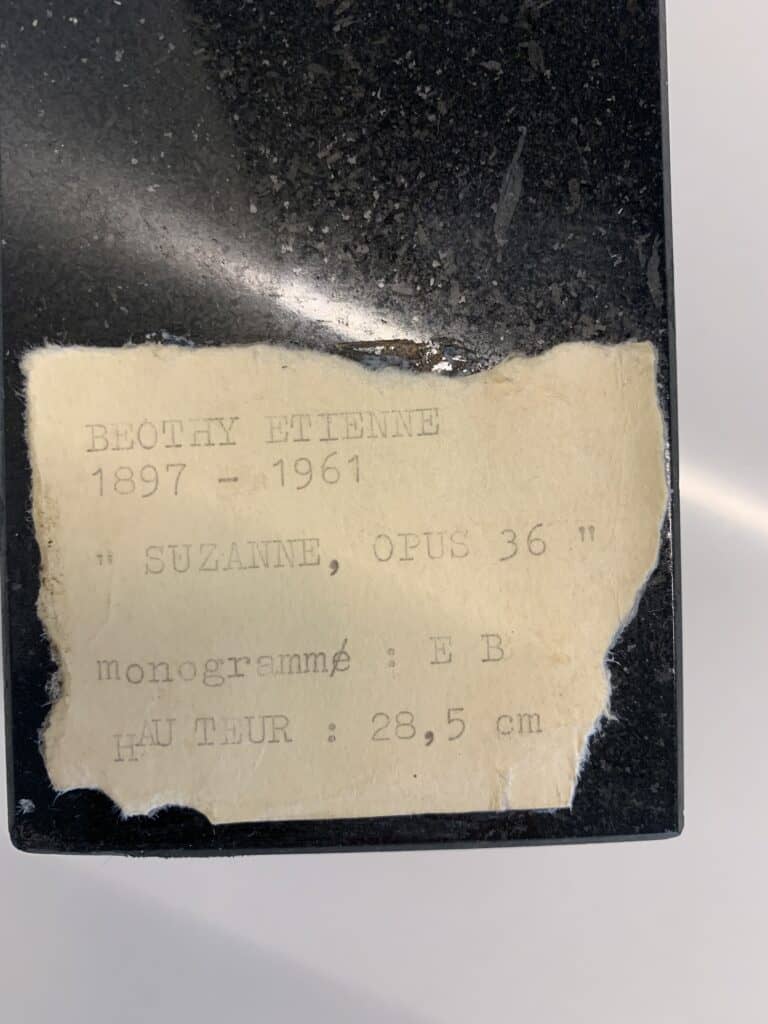 BEOTHY ETIENNE
1897 - 1961
" SUZANNE, OPUS 36 "
monogrammé : E B
HAUTEUR : 28,5 cm